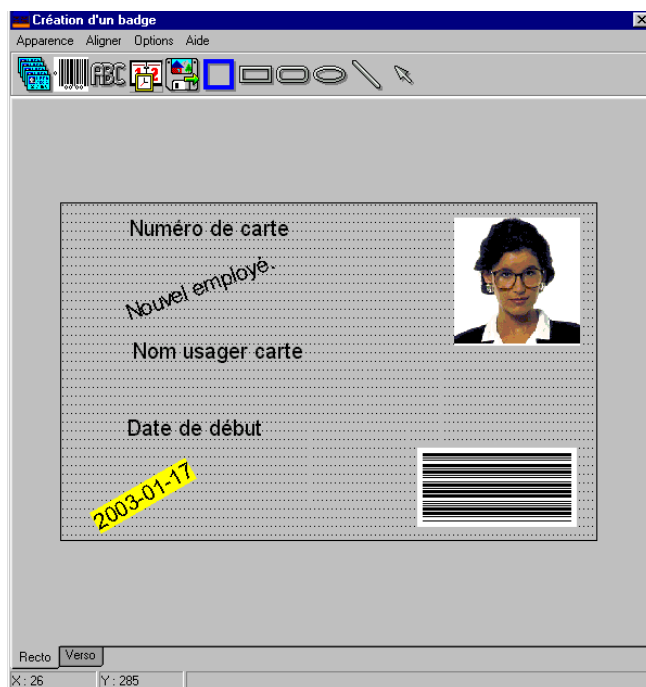 Création d'un badge
Apparence Aligner Options Aide
ABC
Numéro de carte
Nouvel employé.
Nom usager carte
Date de début
2003-01-17
Recto Verso
X : 26 Y : 285